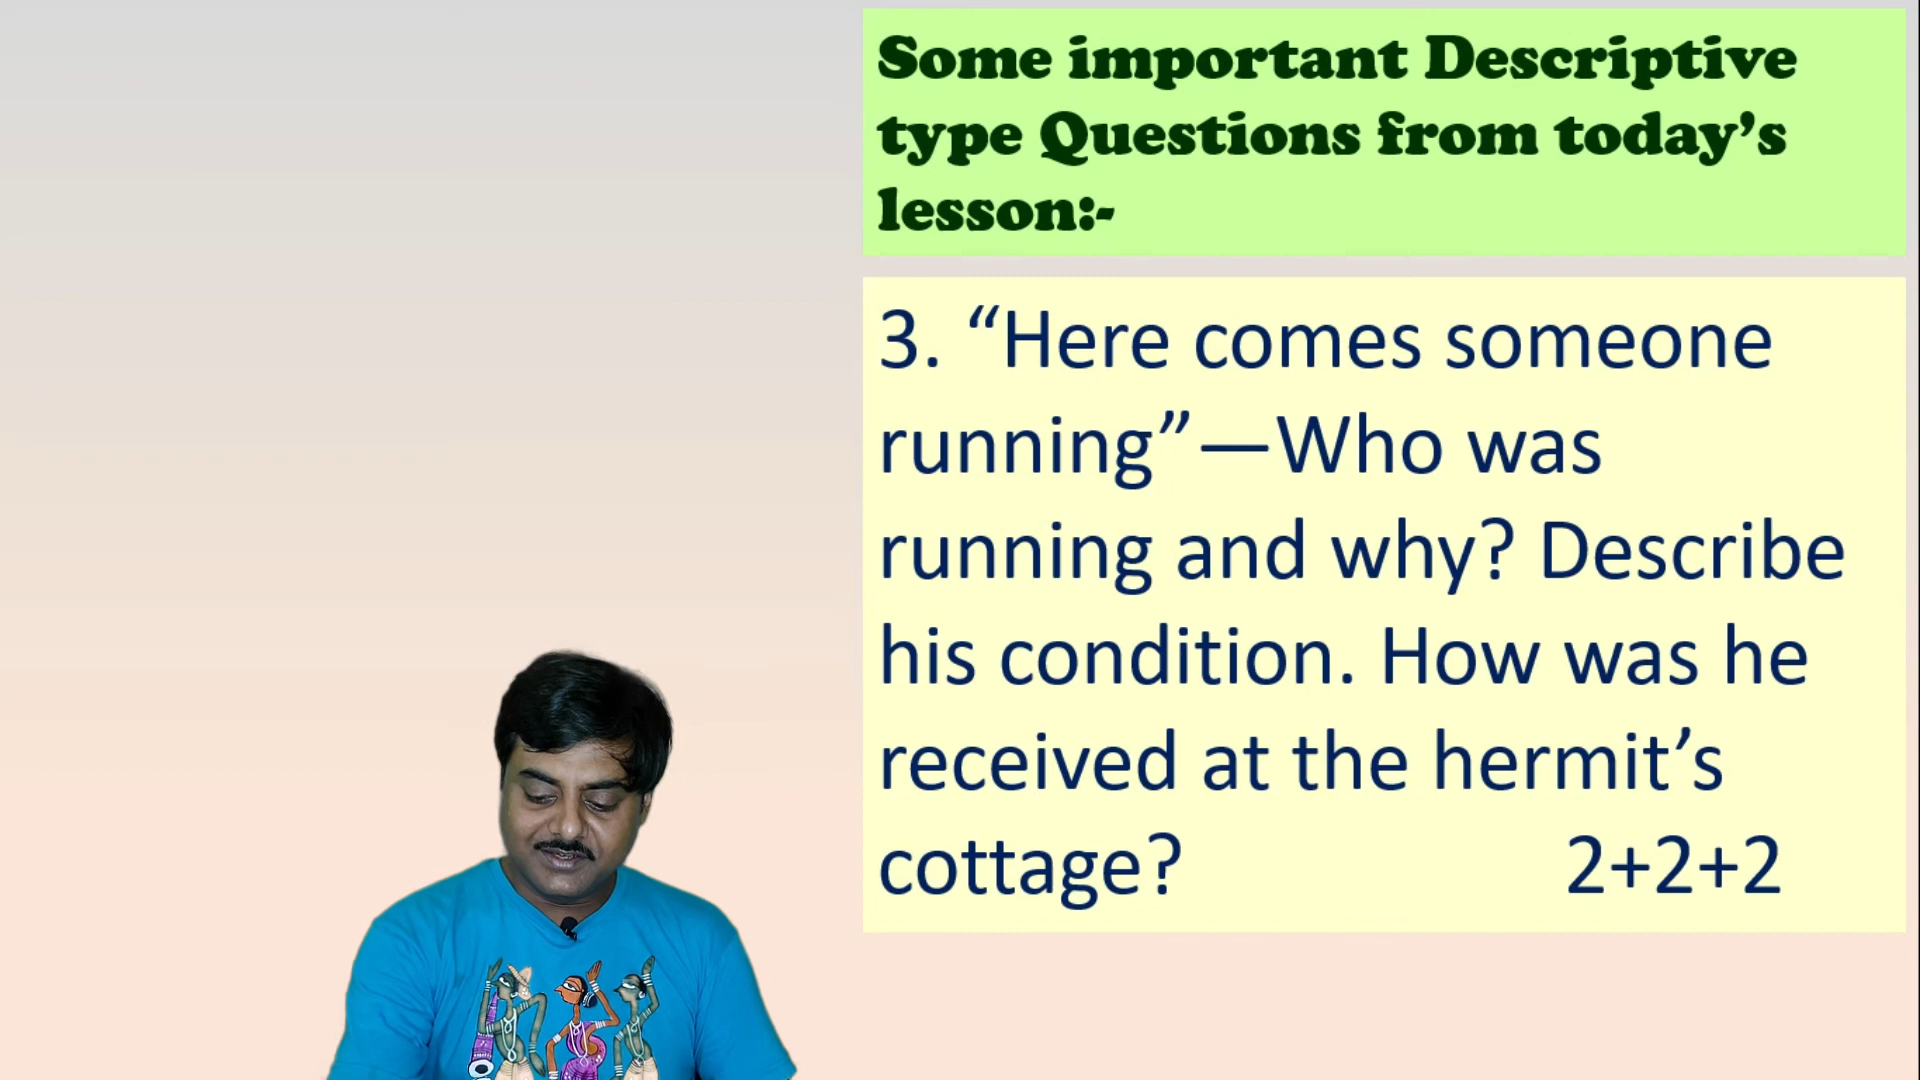 Some important Descriptive
type Questions from today’s
lesson:-
3. “Here comes someone
running”—Who was
running and why? Describe
his condition. How was he
received at the hermit’s
cottage? 2+2+2